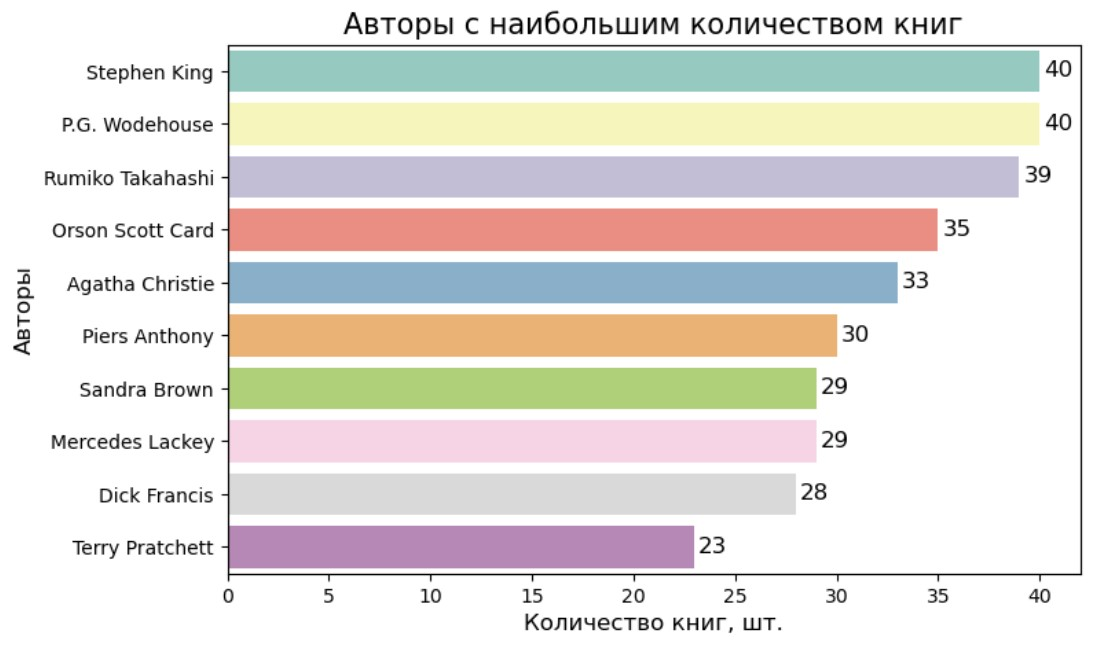 Авторы с наибольшим количеством книг
Stephen King 40
P.G. Wodehouse 40
Rumiko Takahashi 39
Orson Scott Card 35
Agatha Christie 33
Piers Anthony 30
Sandra Brown 29
Mercedes Lackey 29
Dick Francis 28
Terry Pratchett 23
Авторы
0 5 10 15 20 25 30 35 40
Количество книг, шт.